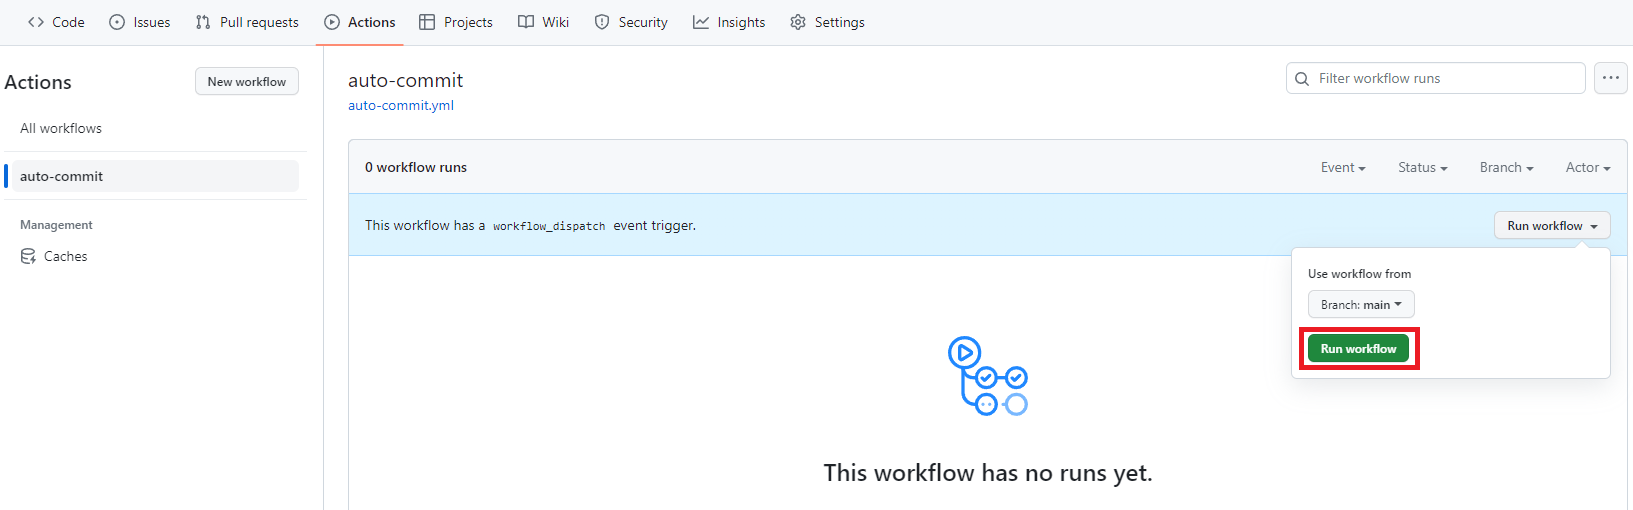 Code Issues Pull requests Actions Projects Wiki Security Insights Settings
Actions New workflow
All workflows
auto-commit
Management
Caches
auto-commit
auto-commit.yml
Filter workflow runs
0 workflow runs Event Status Branch Actor
This workflow has a workflow_dispatch event trigger. Run workflow
Use workflow from
Branch: main
Run workflow
This workflow has no runs yet.